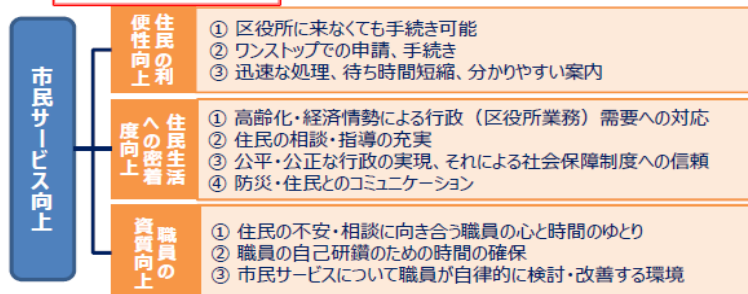 市民サービス向上
住民の利
便性向上
① 区役所に来なくても手続き可能
② ワンストップでの申請、手続き
③ 迅速な処理、待ち時間短縮、分かりやすい案内
住民生活
への密着
度向上
① 高齢化・経済情勢による行政（区役所業務）需要への対応
② 住民の相談・指導の充実
③ 公平・公正な行政の実現、それによる社会保障制度への信頼
④ 防災・住民とのコミュニケーション
職員の
資質向上
① 住民の不安・相談に向き合う職員の心と時間のゆとり
② 職員の自己研鑽のための時間の確保
③ 市民サービスについて職員が自律的に検討・改善する環境